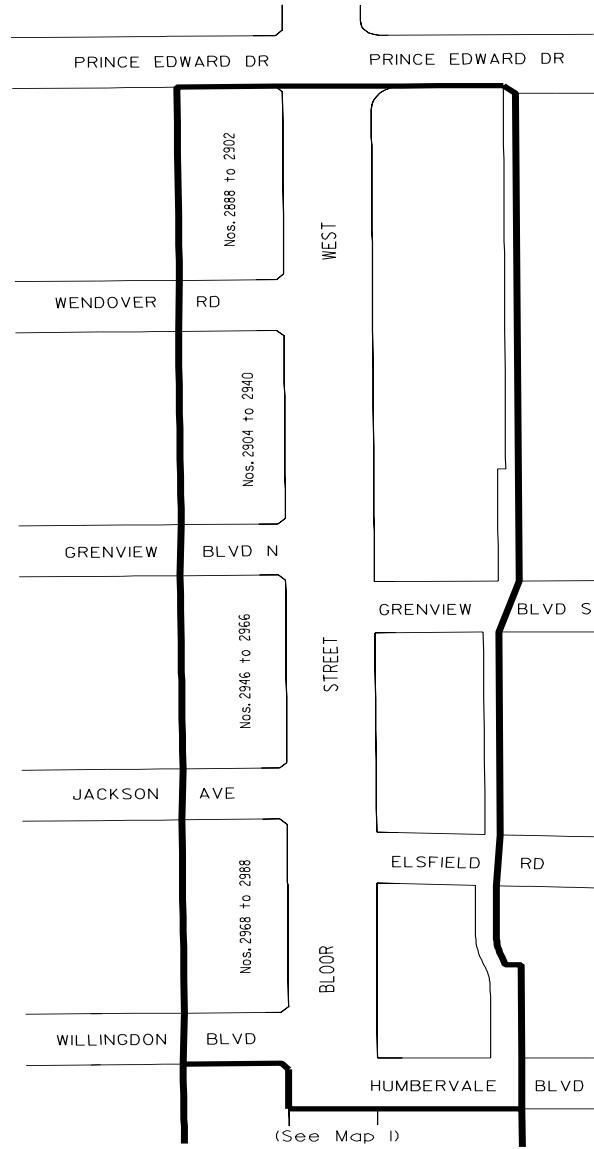 PRINCE EDWARD DR
PRINCE EDWARD DR
Nos. 2888 to 2902
WEST
WENDOVER RD
Nos. 2904 to 2940
GRENVIEW BLVD N
GRENVIEW BLVD S
Nos. 2946 to 2966
STREET
JACKSON AVE
ELSFIELD RD
Nos. 2968 to 2988
BLOOR
WILLINGDON BLVD
HUMBERVALE BLVD
(See Map 1)